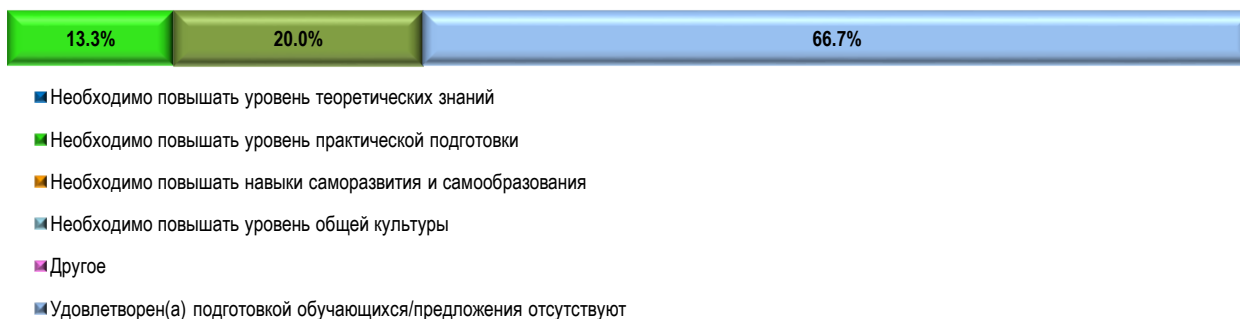 13.3% 20.0% 66.7%
Необходимо повышать уровень теоретических знаний
Необходимо повышать уровень практической подготовки
Необходимо повышать навыки саморазвития и самообразования
Необходимо повышать уровень общей культуры
Другое
Удовлетворен(а) подготовкой обучающихся/предложения отсутствуют